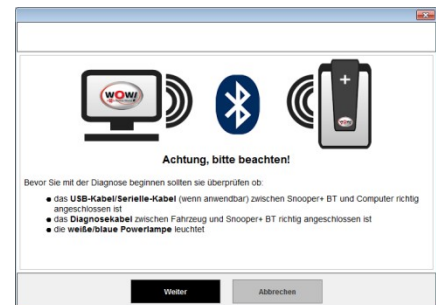 WOW!
Achtung, bitte beachten!
Bevor Sie mit der Diagnose beginnen sollten sie überprüfen ob:
• das USB-Kabel/Serielle-Kabel (wenn anwendbar) zwischen Snooper+ BT und Computer richtig
angeschlossen ist
• das Diagnosekabel zwischen Fahrzeug und Snooper+ BT richtig angeschlossen ist
• die weiße/blaue Powerlampe leuchtet
Weiter
Abbrechen